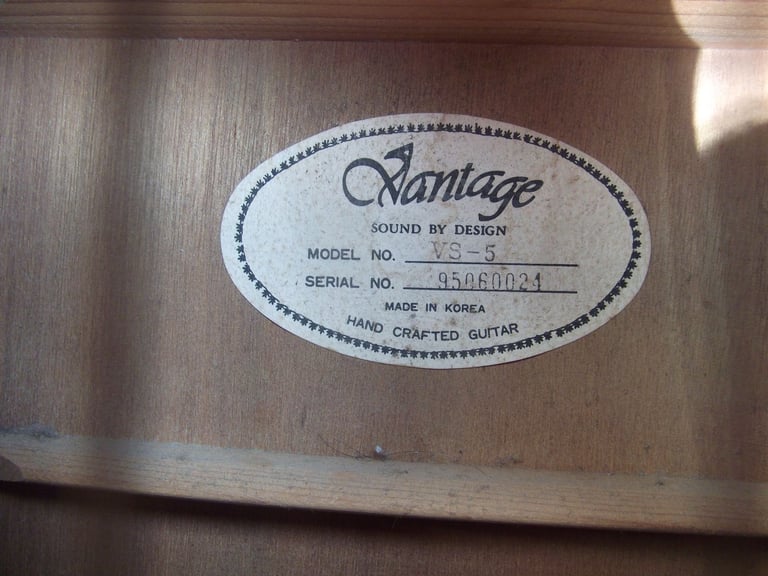 Vantage
SOUND BY DESIGN
MODEL NO. VS-5
SERIAL NO. 95060024
MADE IN KOREA
HAND CRAFTED GUITAR